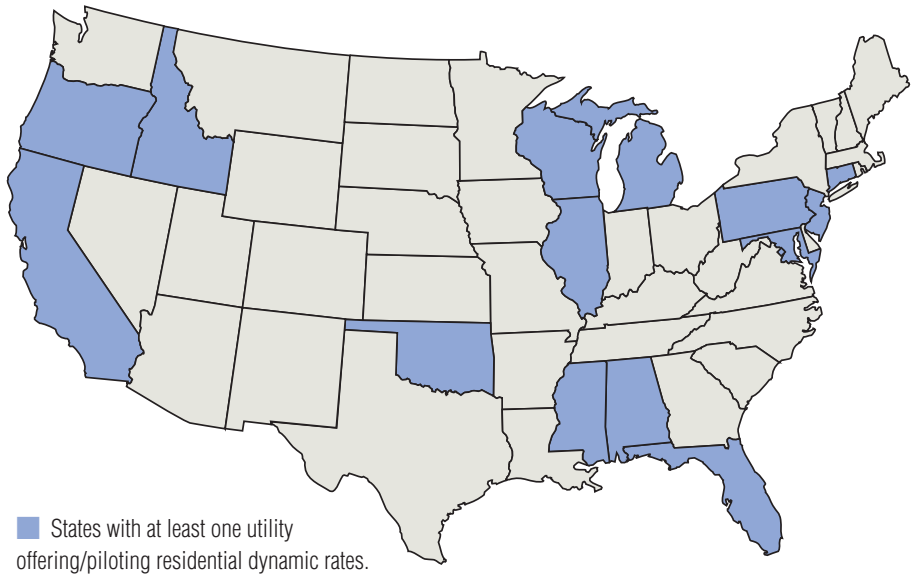 States with at least one utility
offering/piloting residential dynamic rates.